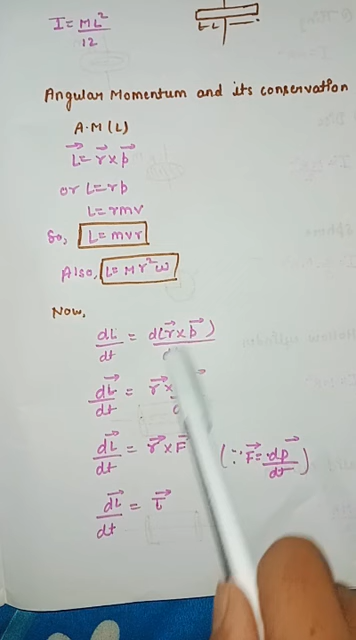 I = ML²/12
← L →
Angular Momentum and its conservation
A.M (L)
L⃗ = r⃗ × p⃗
or L = rp
L = rmv
So, L = mvr
Also, L = Mr²ω
Now,
dL/dt = d(r⃗ × p⃗)/d
dL⃗/dt = r⃗ ×
dL⃗/dt = r⃗ × F⃗ (∵ F⃗ = dp⃗/dt)
dL⃗/dt = τ⃗